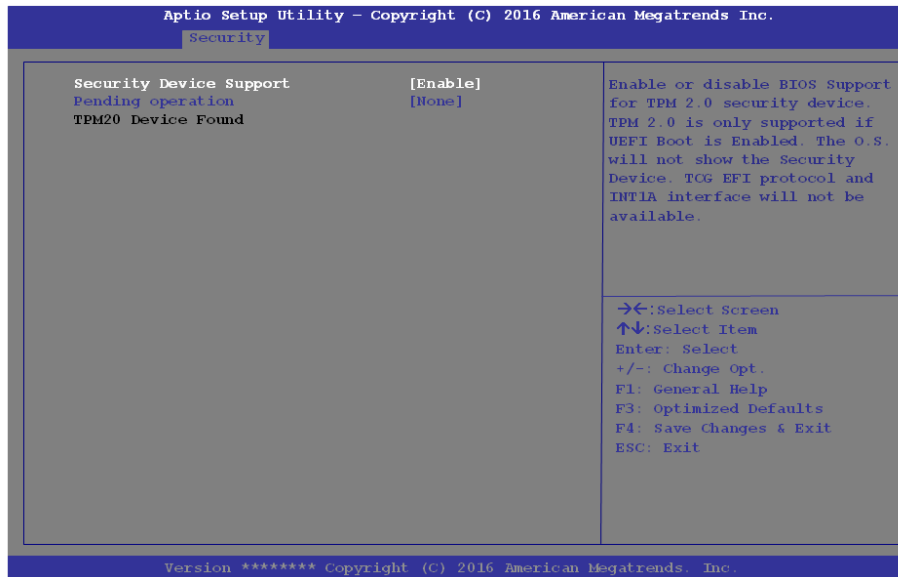 Aptio Setup Utility – Copyright (C) 2016 American Megatrends Inc.
Security
Security Device Support [Enable]
Pending operation [None]
TPM20 Device Found
Enable or disable BIOS Support
for TPM 2.0 security device.
TPM 2.0 is only supported if
UEFI Boot is Enabled. The O.S.
will not show the Security
Device. TCG EFI protocol and
INT1A interface will not be
available.
→←:Select Screen
↑↓:Select Item
Enter: Select
+/-: Change Opt.
F1: General Help
F3: Optimized Defaults
F4: Save Changes & Exit
ESC: Exit
Version ******** Copyright (C) 2016 American Megatrends. Inc.